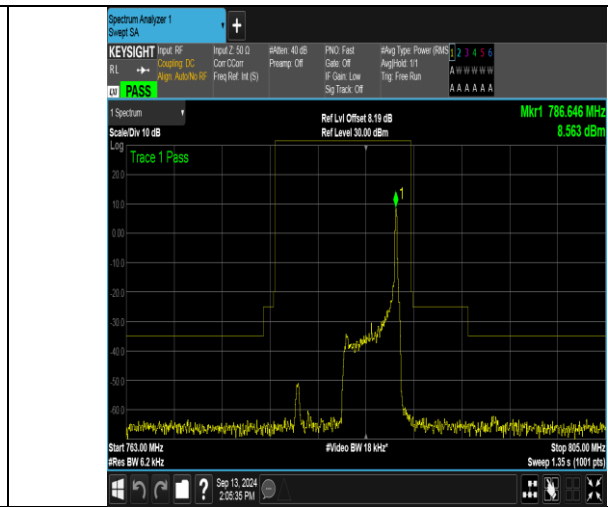 Spectrum Analyzer 1
Swept SA
+
KEYSIGHT Input: RF Input Z: 50 Ω #Atten: 40 dB PNO: Fast #Avg Type: Power (RMS 1 2 3 4 5 6
RL Coupling: DC Corr CCorr Preamp: Off Gate: Off Avg|Hold: 1/1 A W W W W W
Align: Auto/No RF Freq Ref: Int (S) IF Gain: Low Trig: Free Run
LXI PASS Sig Track: Off A A A A A A
1 Spectrum Ref Lvl Offset 8.19 dB Mkr1 786.646 MHz
Scale/Div 10 dB Ref Level 30.00 dBm 8.563 dBm
Log
Trace 1 Pass
20.0
1
10.0
0.00
-10.0
-20.0
-30.0
-40.0
-50.0
-60.0
Start 763.00 MHz #Video BW 18 kHz* Stop 805.00 MHz
#Res BW 6.2 kHz Sweep 1.35 s (1001 pts)
? Sep 13, 2024
2:05:35 PM